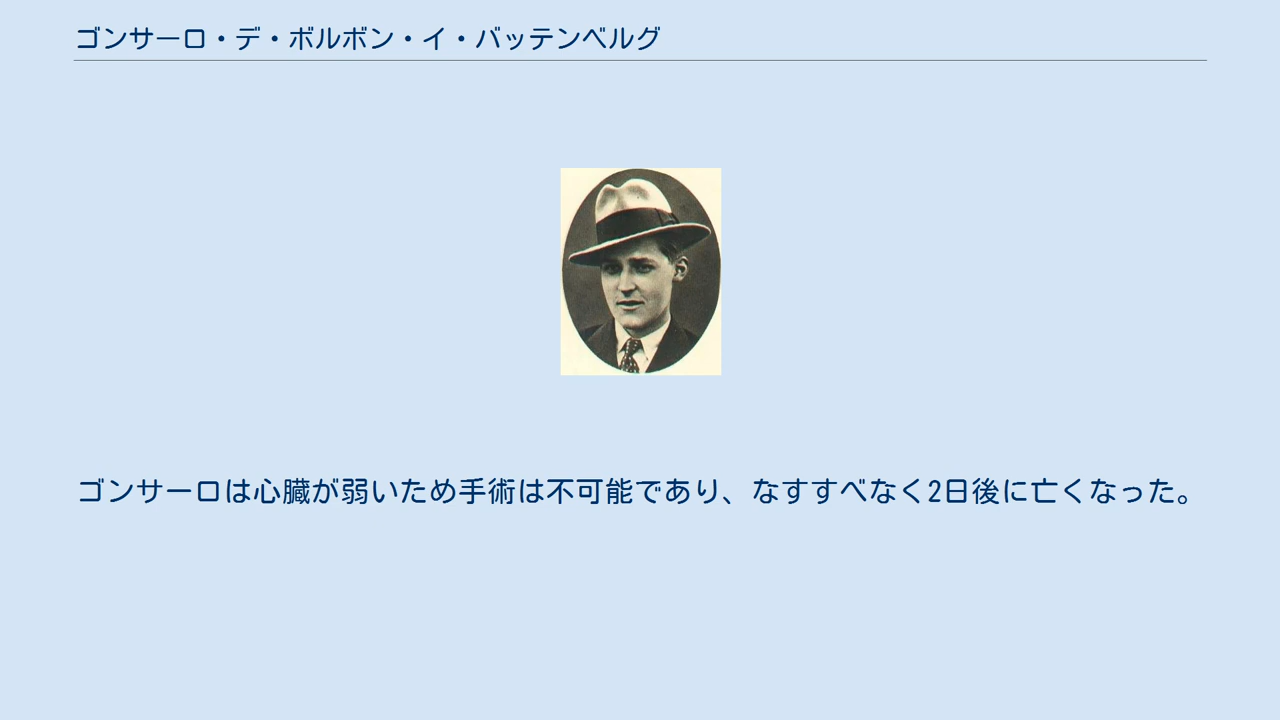 ゴンサーロ・デ・ボルボン・イ・バッテンベルグ
ゴンサーロは心臓が弱いため手術は不可能であり、なすすべなく2日後に亡くなった。